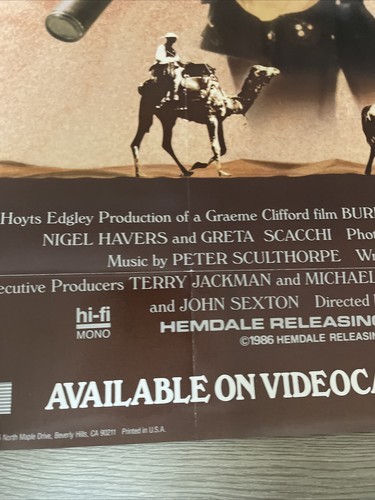 Hoyts Edgley Production of a Graeme Clifford film BUR
NIGEL HAVERS and GRETA SCACCHI Pho
Music by PETER SCULTHORPE Wr
ecutive Producers TERRY JACKMAN and MICHAEL
and JOHN SEXTON Directed
hi-fi
MONO
HEMDALE RELEASING
©1986 HEMDALE RELEASIN
AVAILABLE ON VIDEOCA
North Maple Drive, Beverly Hills, CA 90211 Printed in U.S.A.